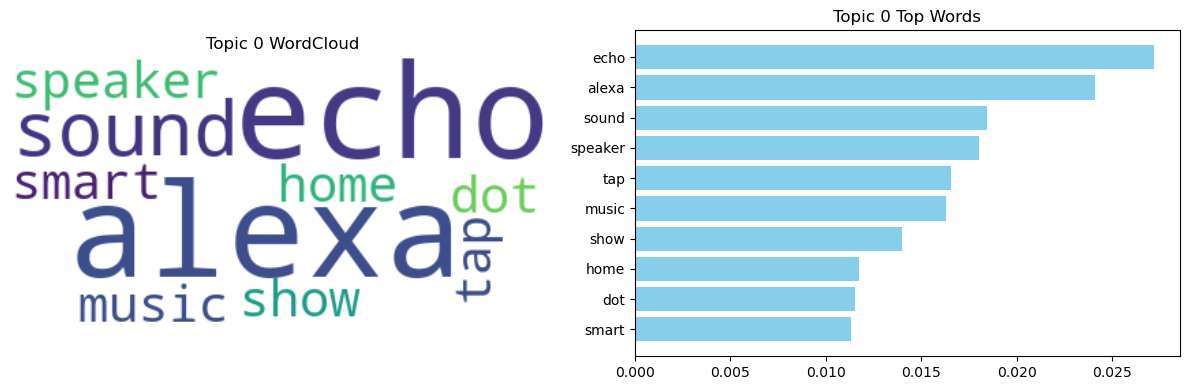 Topic 0 WordCloud
speaker
echo
sound
smart
home
dot
alexa
tap
music
show
Topic 0 Top Words
echo
alexa
sound
speaker
tap
music
show
home
dot
smart
0.000 0.005 0.010 0.015 0.020 0.025